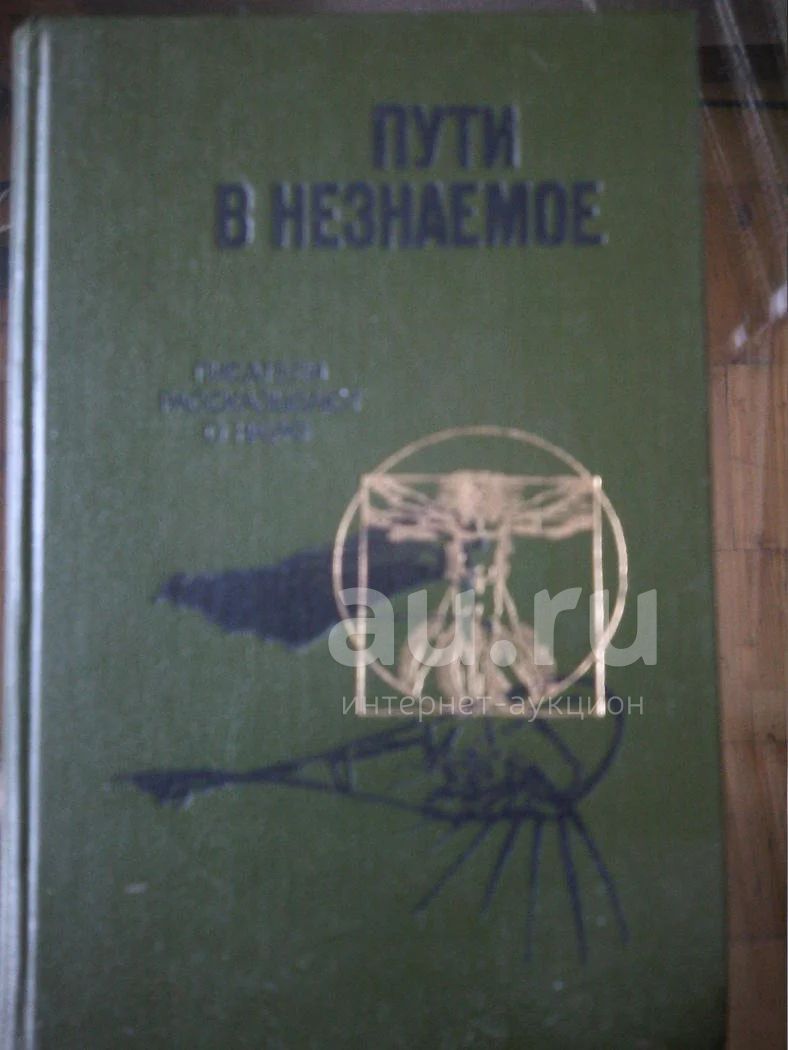 ПУТИ
В НЕЗНАЕМОЕ
ПИСАТЕЛИ
РАССКАЗЫВАЮТ
О НАУКЕ
au.ru
интернет-аукцион